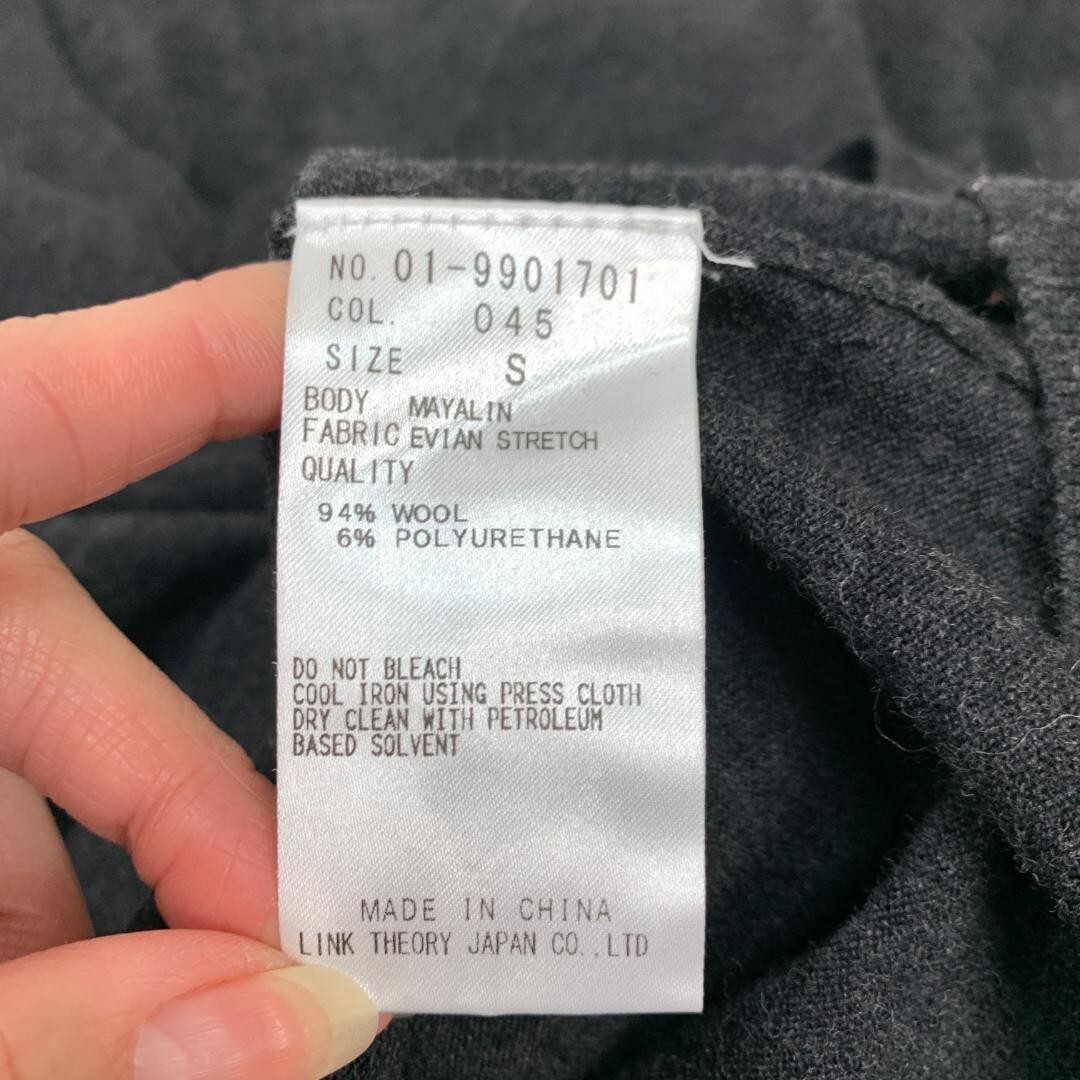 NO. 01-9901701
COL. 045
SIZE S
BODY MAYALIN
FABRIC EVIAN STRETCH
QUALITY
94% WOOL
6% POLYURETHANE
DO NOT BLEACH
COOL IRON USING PRESS CLOTH
DRY CLEAN WITH PETROLEUM
BASED SOLVENT
MADE IN CHINA
LINK THEORY JAPAN CO.,LTD